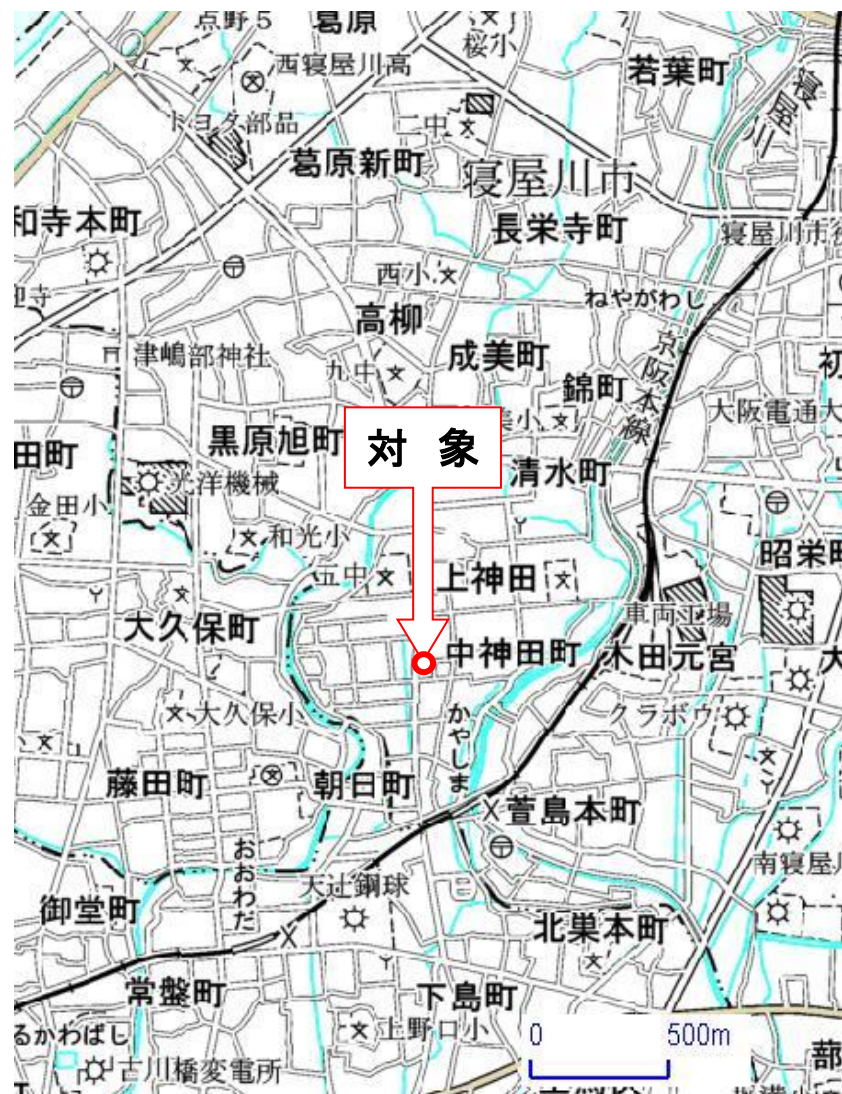 点野5
葛原
桜小
西寝屋川高
若葉町
寝屋川
トヨタ部品
二中
葛原新町
寝屋川市
和寺本町
長栄寺町
寝屋川市役
西小
ねやがわし
高柳
京阪本線
津嶋部神社
成美町
九中
錦町
初
大阪電通大
対 象
黒原旭町
田町
清水町
光洋機械
金田小
和光小
昭栄町
五中
上神田
大久保町
車両工場
中神田町
木田元宮
大
大久保小
かやしま
クラボウ
藤田町
朝日町
萱島本町
おおわだ
南寝屋川
天辻鋼球
御堂町
北巣本町
常盤町
下島町
るかわばし
上野口小
0 500m
古川橋変電所